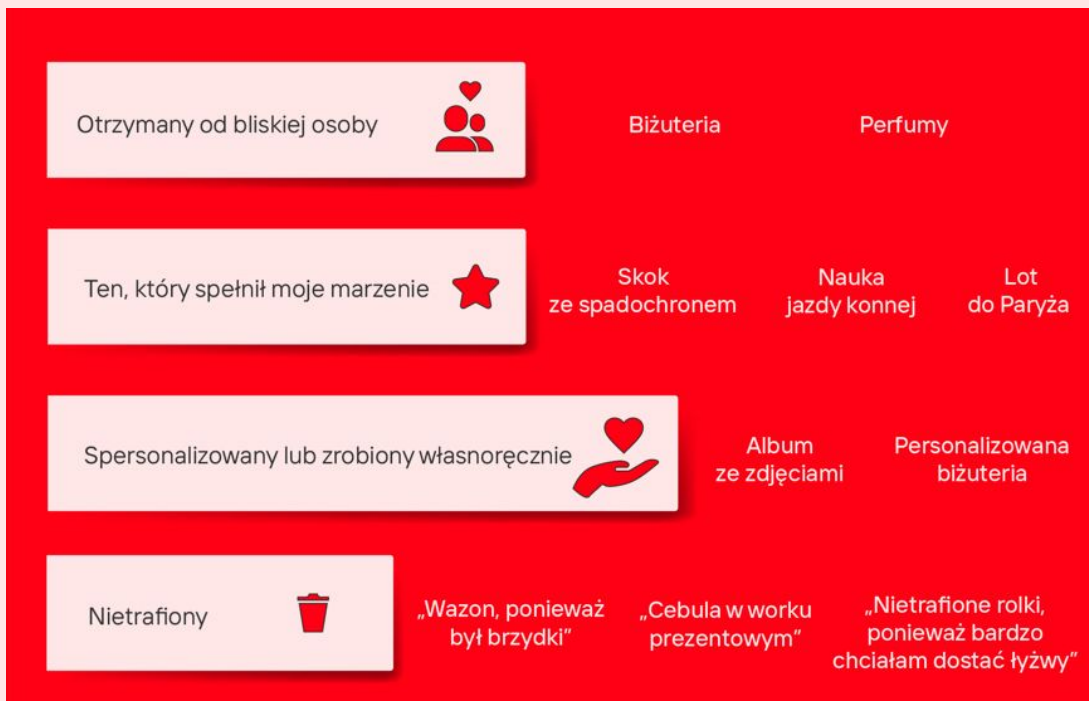 Otrzymany od bliskiej osoby
Biżuteria
Perfumy
Ten, który spełnił moje marzenie
Skok
ze spadochronem
Nauka
jazdy konnej
Lot
do Paryża
Spersonalizowany lub zrobiony własnoręcznie
Album
ze zdjęciami
Personalizowana
biżuteria
Nietrafiony
„Wazon, ponieważ
był brzydki”
„Cebula w worku
prezentowym”
„Nietrafione rolki,
ponieważ bardzo
chciałam dostać łyżwy”